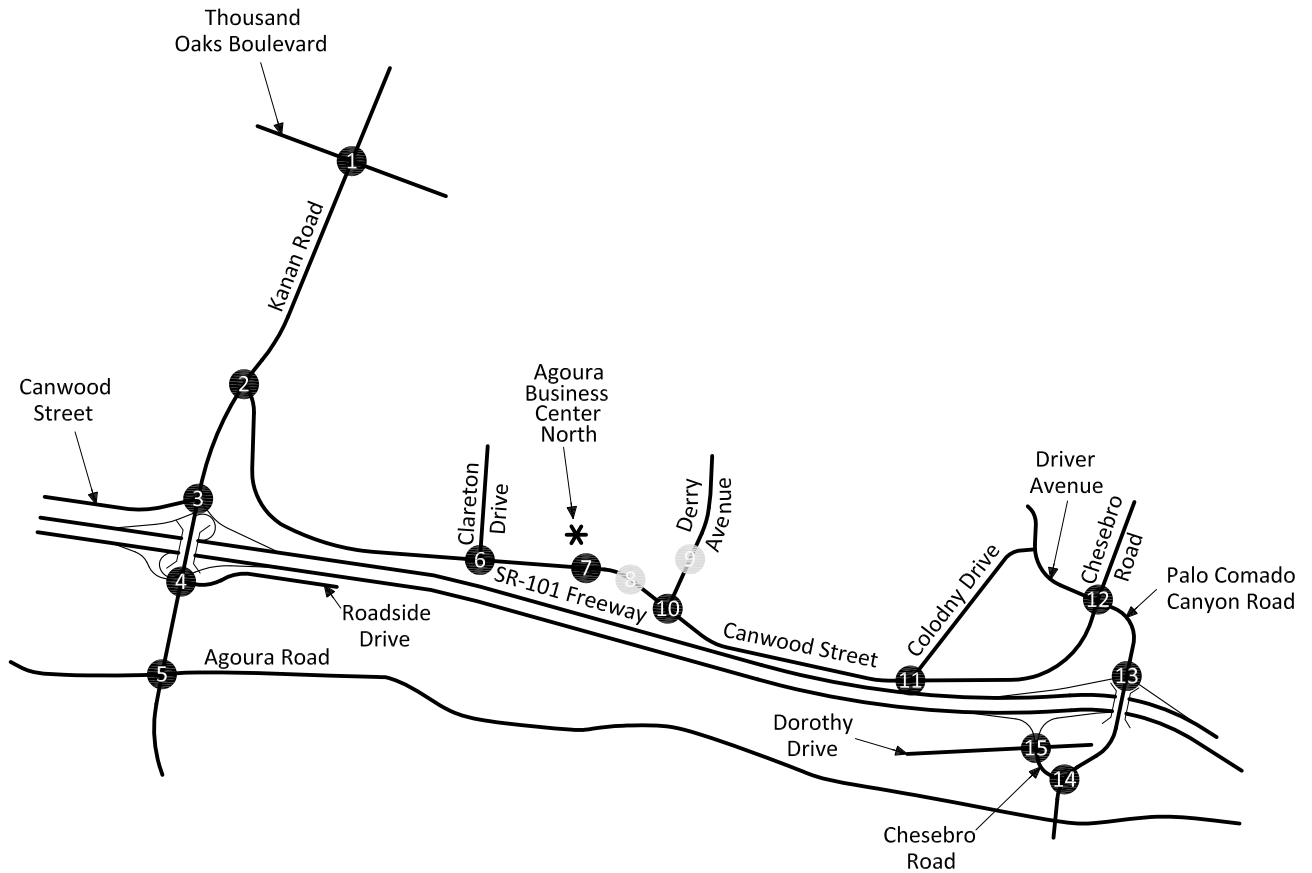 Thousand
Oaks Boulevard
1
Kanan Road
2
Canwood
Street
3
4
Roadside
Drive
5
Agoura Road
Agoura
Business
Center
North
Clareton
Drive
6
7
8
SR-101 Freeway
Derry
Avenue
9
10
Canwood Street
Colodny Drive
11
Driver
Avenue
Chesebro
Road
12
Palo Comado
Canyon Road
13
Dorothy
Drive
15
14
Chesebro
Road